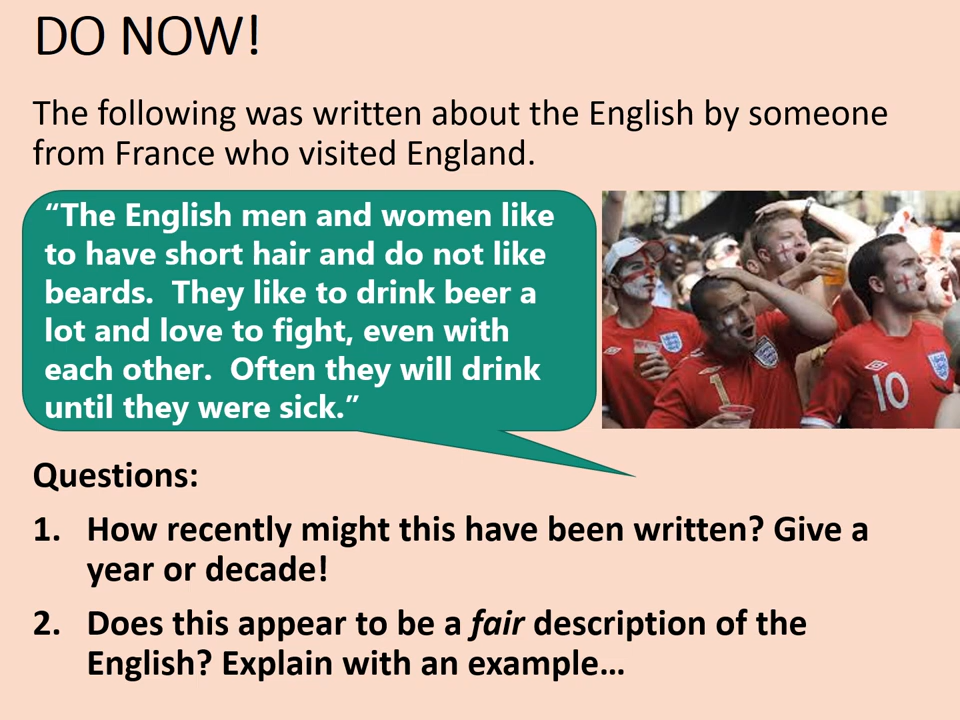 DO NOW!
The following was written about the English by someone
from France who visited England.
“The English men and women like
to have short hair and do not like
beards.  They like to drink beer a
lot and love to fight, even with
each other.  Often they will drink
until they were sick.”
1
10
Questions:
1. How recently might this have been written? Give a
year or decade!
2. Does this appear to be a fair description of the
English? Explain with an example…